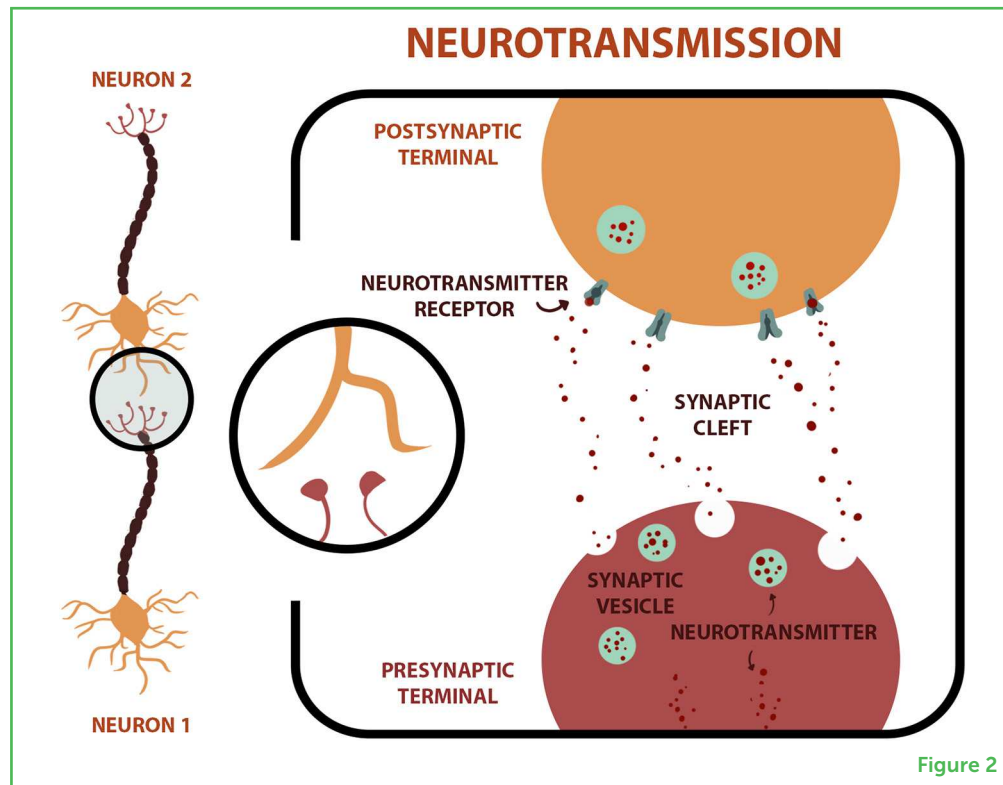 NEUROTRANSMISSION
NEURON 2
POSTSYNAPTIC
TERMINAL
NEUROTRANSMITTER
RECEPTOR
SYNAPTIC
CLEFT
SYNAPTIC
VESICLE
NEUROTRANSMITTER
PRESYNAPTIC
TERMINAL
NEURON 1
Figure 2